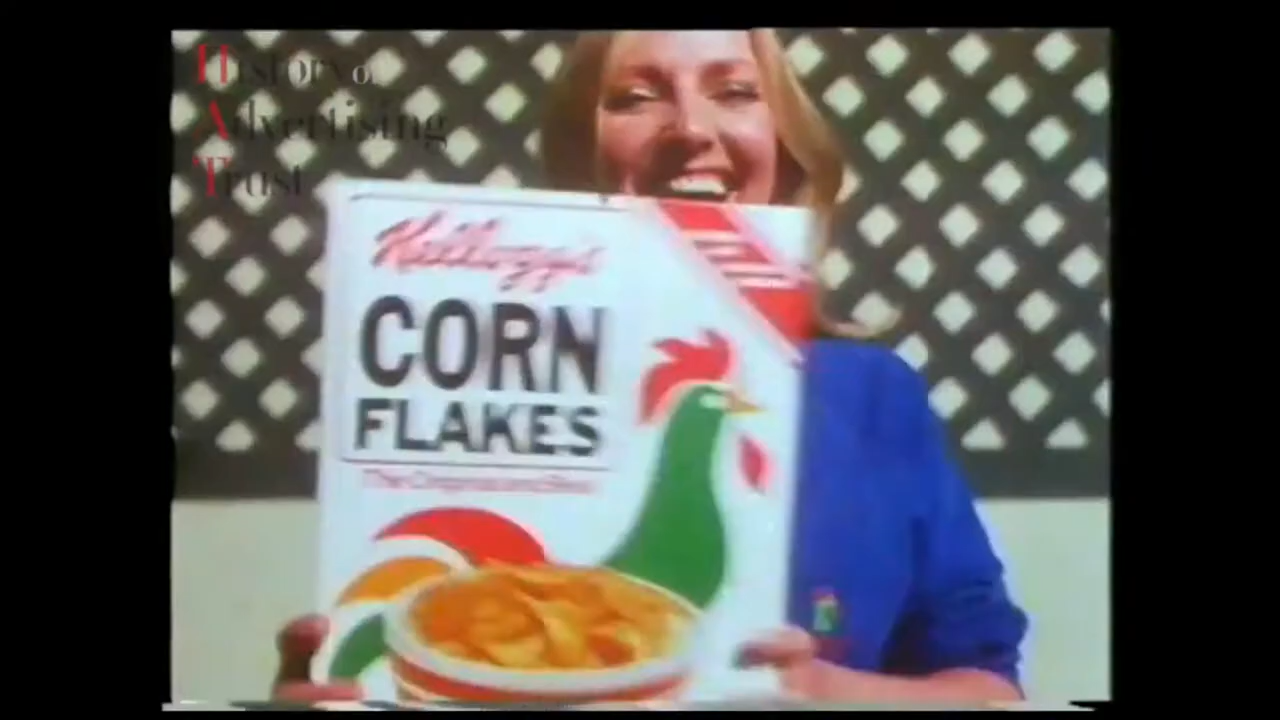 History of
Advertising
Trust
Kellogg's
CORN
FLAKES